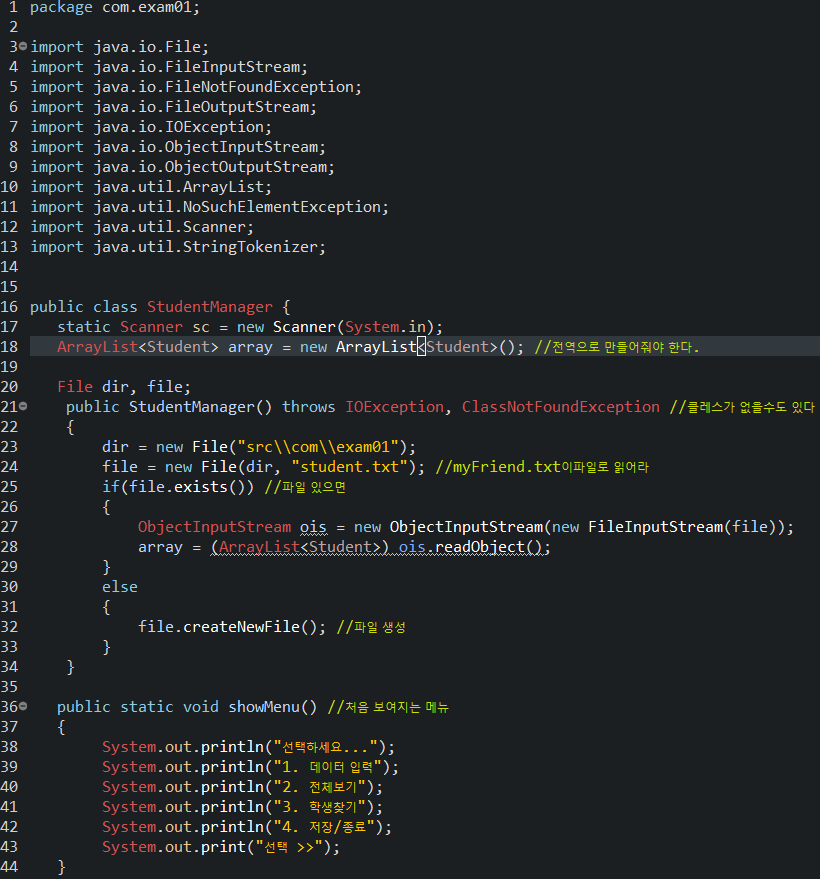 1 package com.exam01;
2
3 import java.io.File;
4 import java.io.FileInputStream;
5 import java.io.FileNotFoundException;
6 import java.io.FileOutputStream;
7 import java.io.IOException;
8 import java.io.ObjectInputStream;
9 import java.io.ObjectOutputStream;
10 import java.util.ArrayList;
11 import java.util.NoSuchElementException;
12 import java.util.Scanner;
13 import java.util.StringTokenizer;
14
15
16 public class StudentManager {
17    static Scanner sc = new Scanner(System.in);
18    ArrayList<Student> array = new ArrayList<Student>(); //전역으로 만들어줘야 한다.
19
20    File dir, file;
21     public StudentManager() throws IOException, ClassNotFoundException //클레스가 없을수도 있다
22     {
23         dir = new File("src\\com\\exam01");
24         file = new File(dir, "student.txt"); //myFriend.txt이파일로 읽어라
25         if(file.exists()) //파일 있으면
26         {
27             ObjectInputStream ois = new ObjectInputStream(new FileInputStream(file));
28             array = (ArrayList<Student>) ois.readObject();
29         }
30         else
31         {
32             file.createNewFile(); //파일 생성
33         }
34     }
35
36    public static void showMenu() //처음 보여지는 메뉴
37    {
38         System.out.println("선택하세요...");
39         System.out.println("1. 데이터 입력");
40         System.out.println("2. 전체보기");
41         System.out.println("3. 학생찾기");
42         System.out.println("4. 저장/종료");
43         System.out.print("선택 >>");
44    }